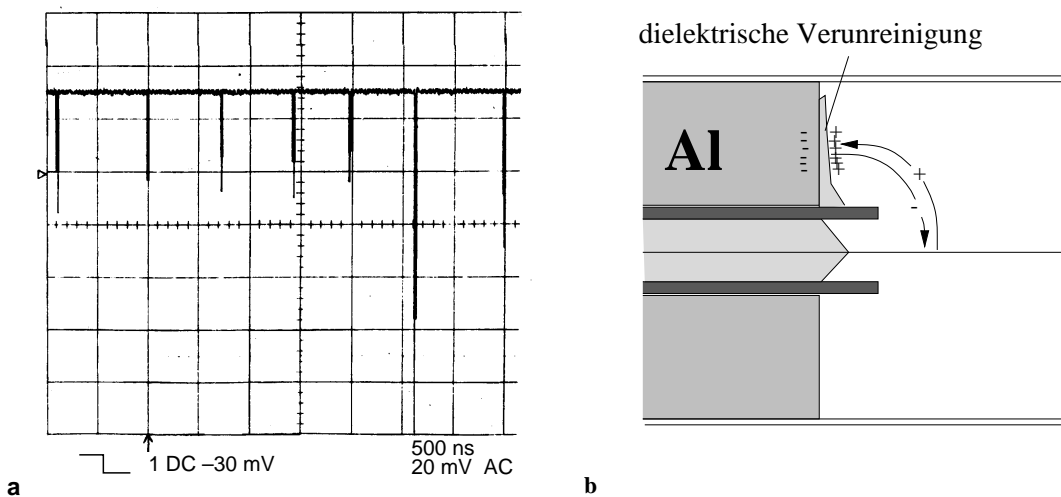 dielektrische Verunreinigung
Al
+
-
1 DC –30 mV
500 ns
20 mV AC
a
b